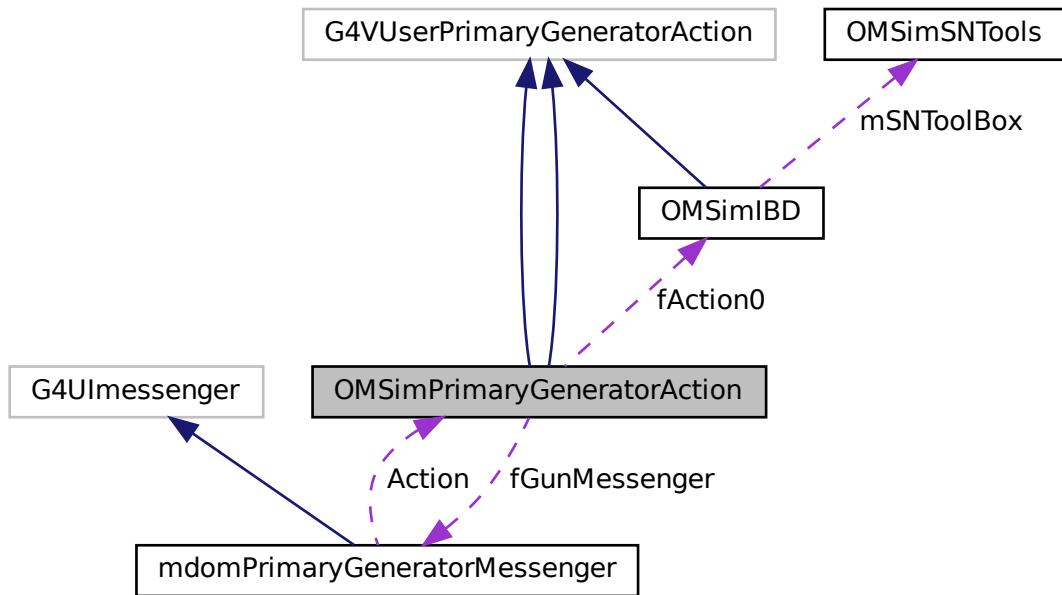 G4VUserPrimaryGeneratorAction
OMSimSNTools
mSNToolBox
OMSimIBD
fAction0
G4UImessenger
OMSimPrimaryGeneratorAction
Action
fGunMessenger
mdomPrimaryGeneratorMessenger